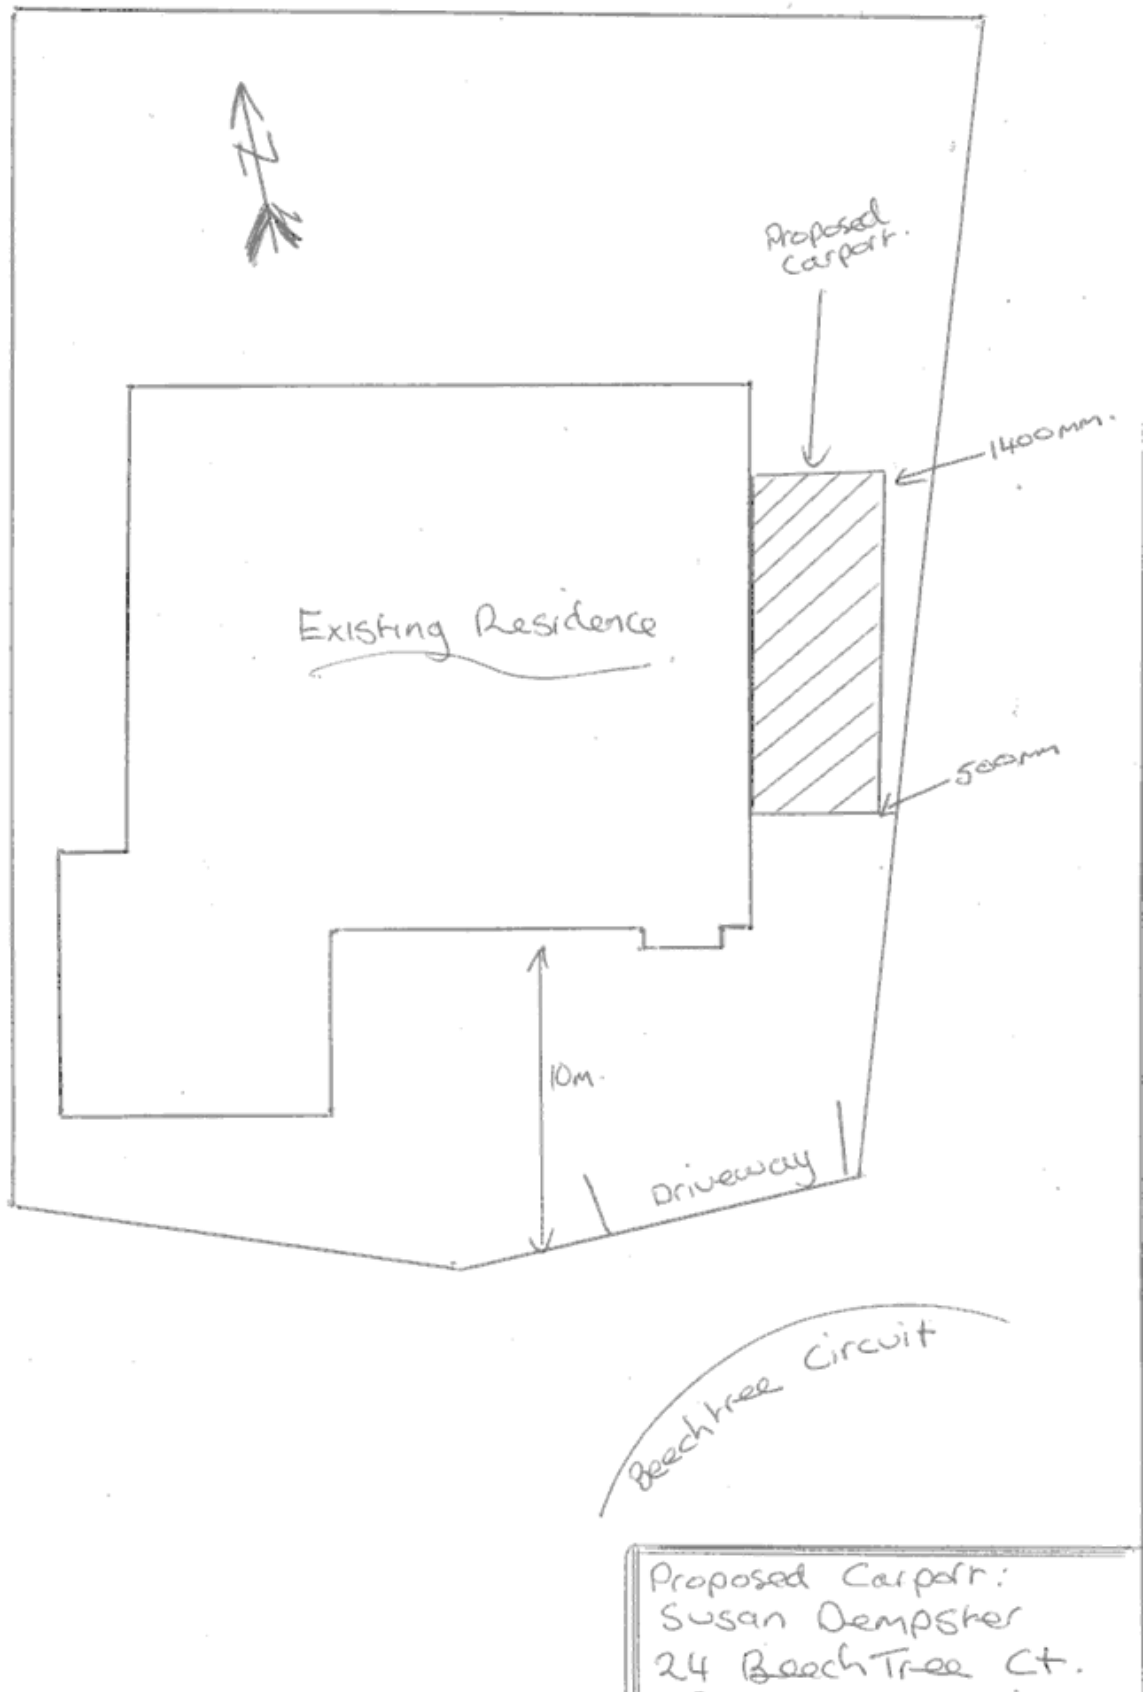 N
Proposed
Carport.
1400mm.
Existing Residence
500mm
10m.
Driveway
Beechtree Circuit
Proposed Carport:
Susan Dempster
24 BeechTree Ct.